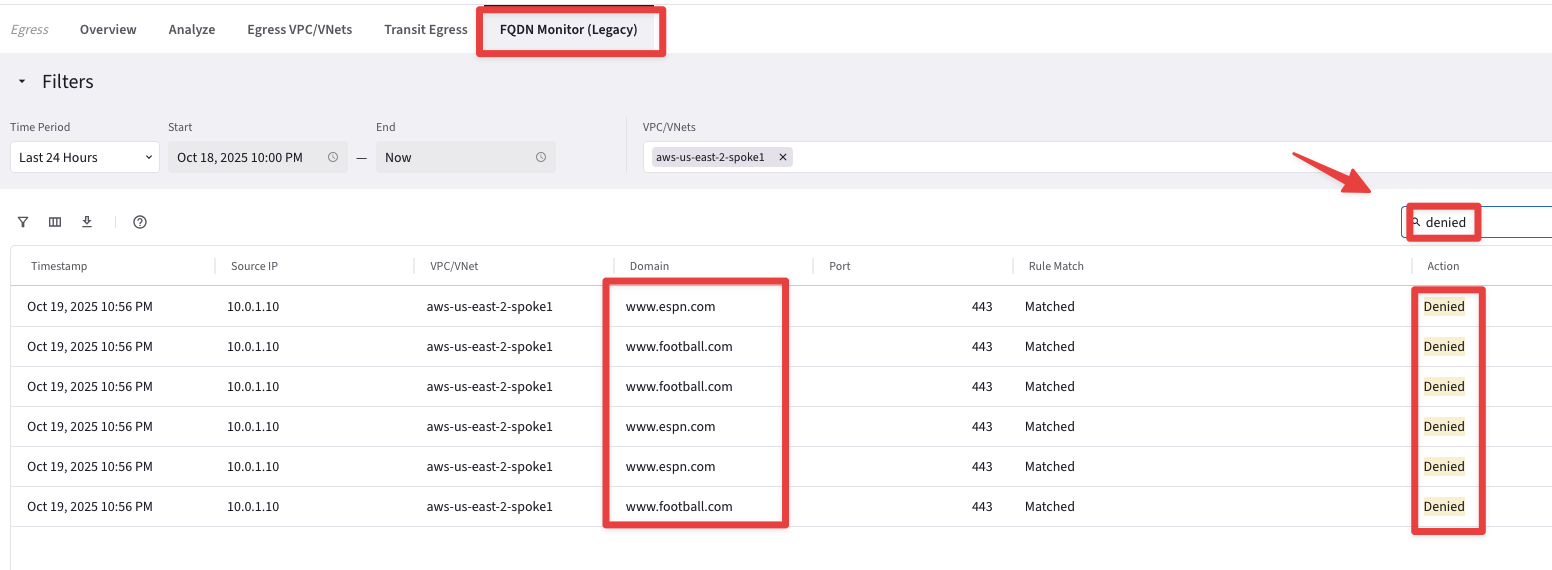 Egress Overview Analyze Egress VPC/VNets Transit Egress FQDN Monitor (Legacy)
Filters
Time Period Start End VPC/VNets
Last 24 Hours Oct 18, 2025 10:00 PM — Now aws-us-east-2-spoke1
denied
Timestamp Source IP VPC/VNet Domain Port Rule Match Action
Oct 19, 2025 10:56 PM 10.0.1.10 aws-us-east-2-spoke1 www.espn.com 443 Matched Denied
Oct 19, 2025 10:56 PM 10.0.1.10 aws-us-east-2-spoke1 www.football.com 443 Matched Denied
Oct 19, 2025 10:56 PM 10.0.1.10 aws-us-east-2-spoke1 www.football.com 443 Matched Denied
Oct 19, 2025 10:56 PM 10.0.1.10 aws-us-east-2-spoke1 www.espn.com 443 Matched Denied
Oct 19, 2025 10:56 PM 10.0.1.10 aws-us-east-2-spoke1 www.espn.com 443 Matched Denied
Oct 19, 2025 10:56 PM 10.0.1.10 aws-us-east-2-spoke1 www.football.com 443 Matched Denied